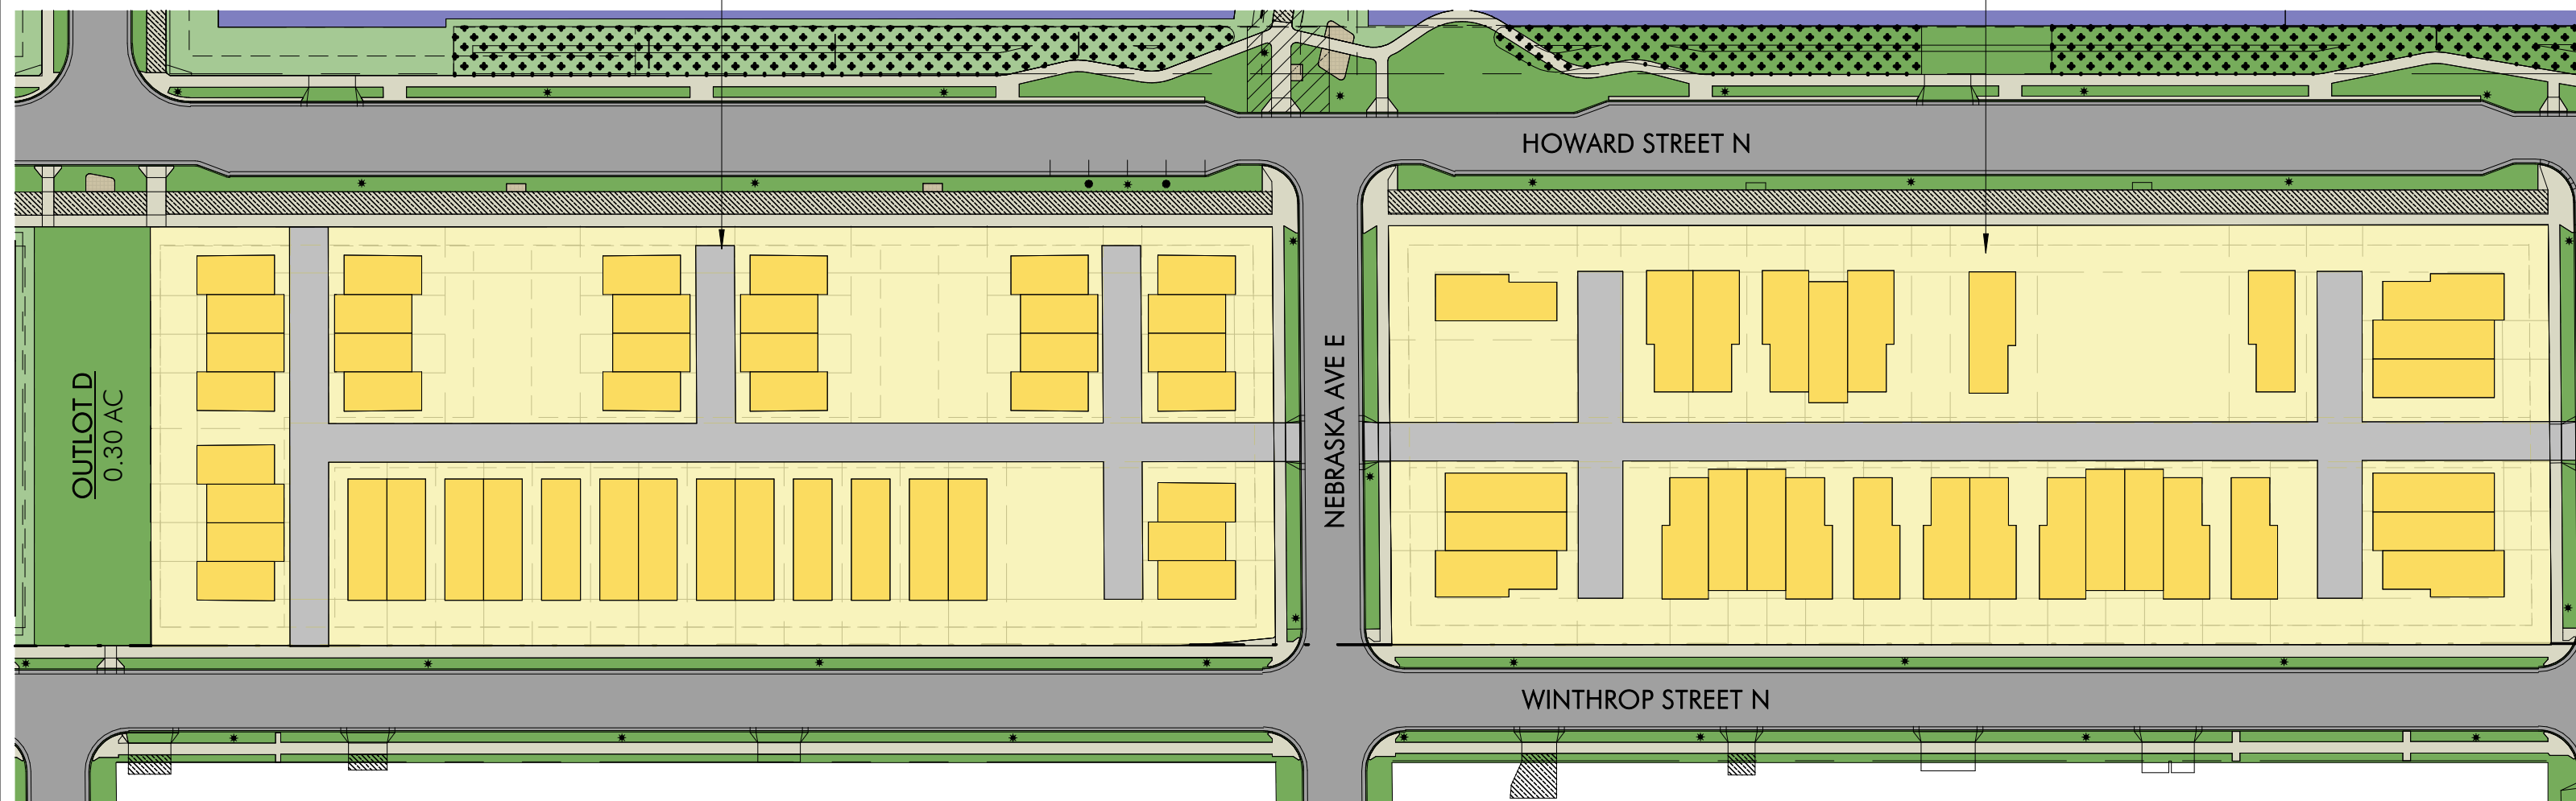 HOWARD STREET N
OUTLOT D
0.30 AC
NEBRASKA AVE E
WINTHROP STREET N